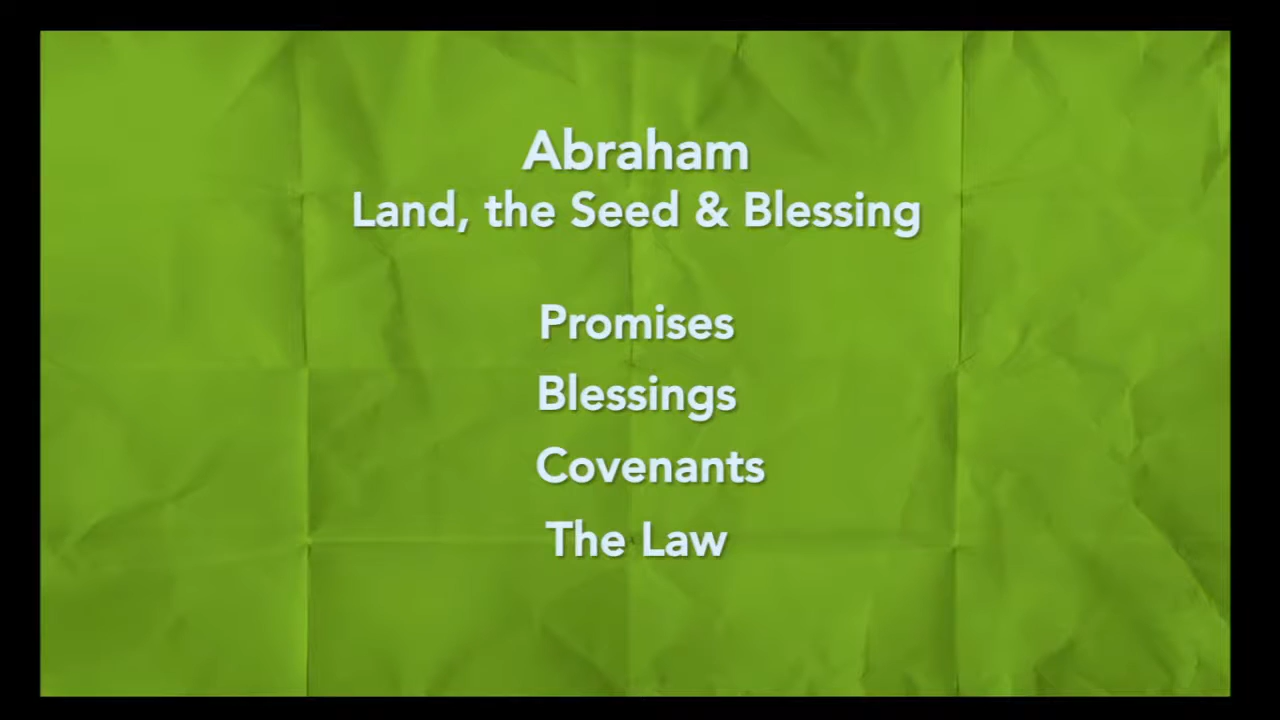 Abraham
Land, the Seed & Blessing
Promises
Blessings
Covenants
The Law